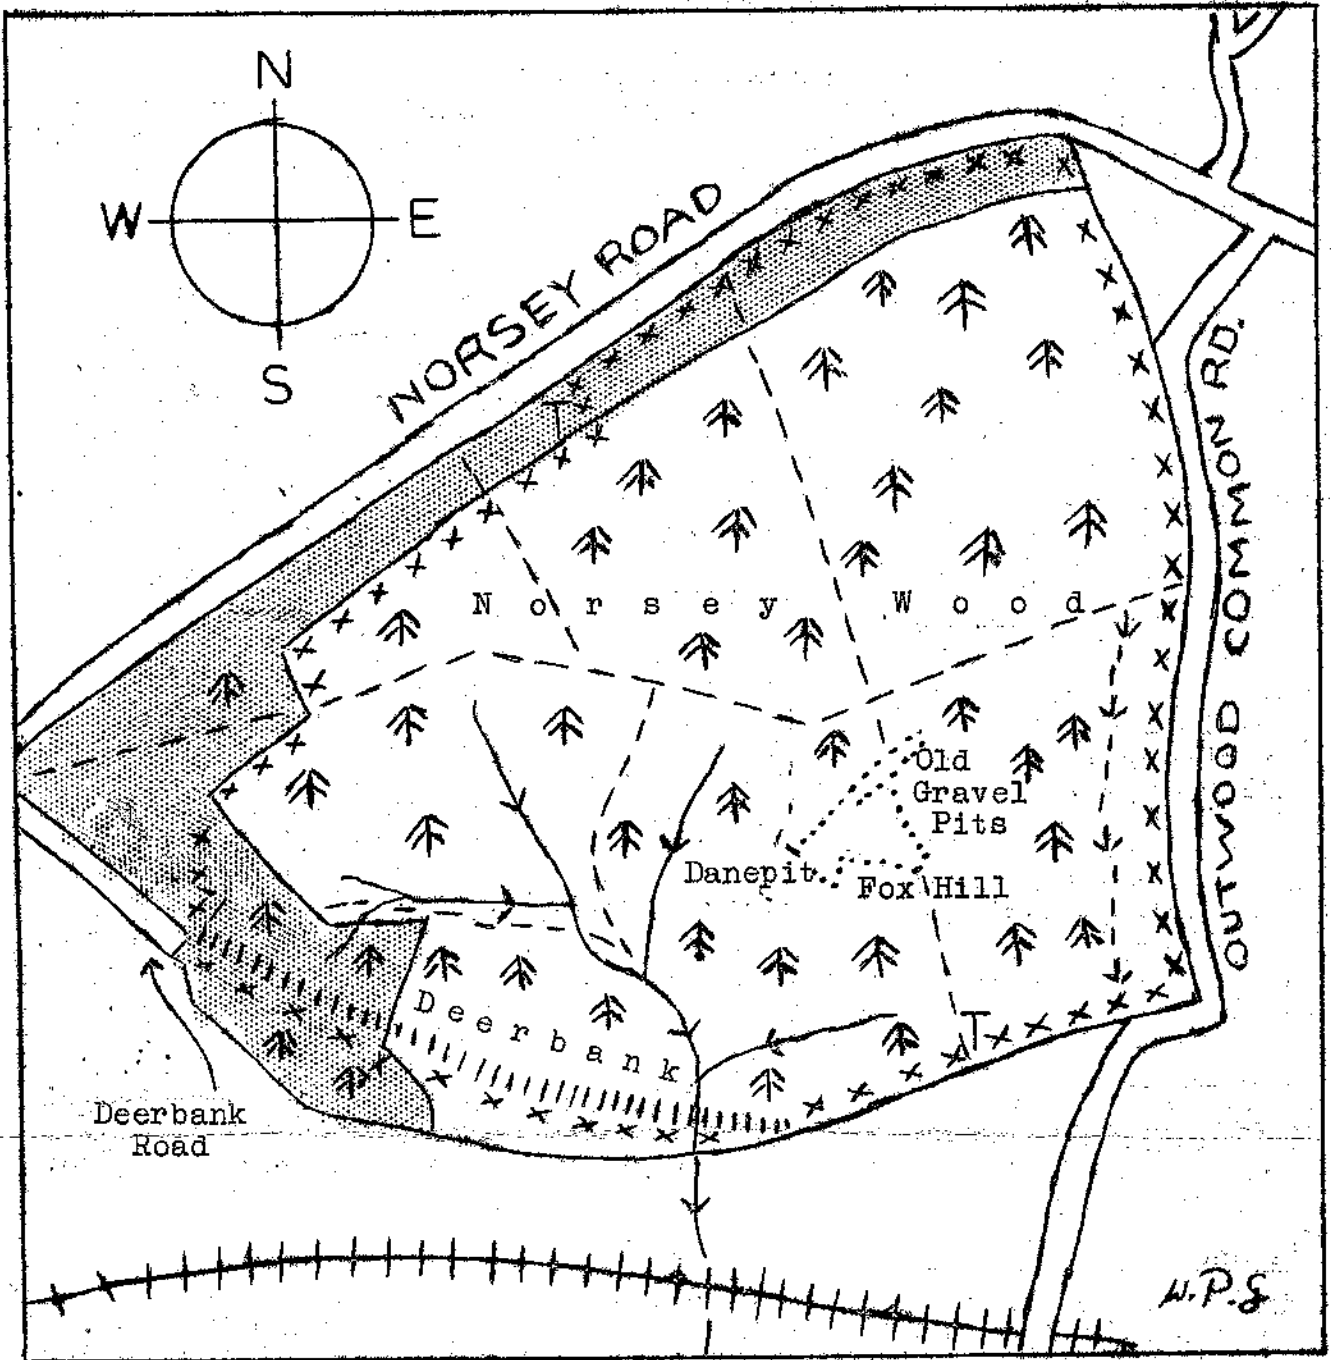 N
W E
S
NORSEY ROAD
OUTWOOD COMMON RD.
Norsey Wood
Old
Gravel
Pits
Danepit
Fox Hill
Deerbank
T
T
Deerbank
Road
W.P.G